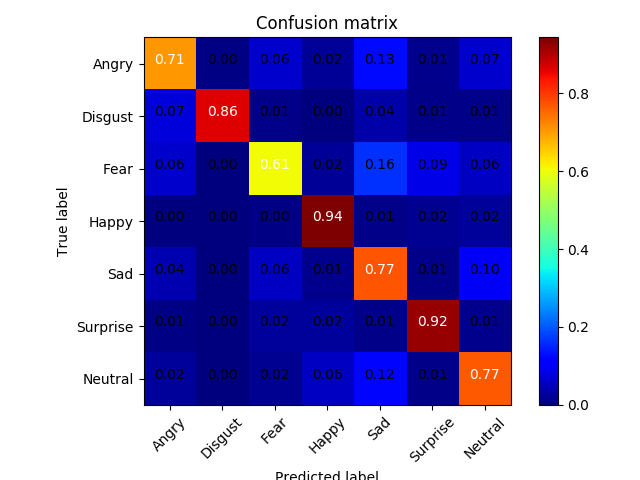 Confusion matrix
Angry 0.71 0.00 0.06 0.02 0.13 0.01 0.07
Disgust 0.07 0.86 0.01 0.00 0.04 0.01 0.01
Fear 0.06 0.00 0.61 0.02 0.16 0.09 0.06
Happy 0.00 0.00 0.00 0.94 0.01 0.02 0.02
Sad 0.04 0.00 0.06 0.01 0.77 0.01 0.10
Surprise 0.01 0.00 0.02 0.02 0.01 0.92 0.01
Neutral 0.02 0.00 0.02 0.06 0.12 0.01 0.77
Angry Disgust Fear Happy Sad Surprise Neutral
Predicted label
True label
0.8
0.6
0.4
0.2
0.0